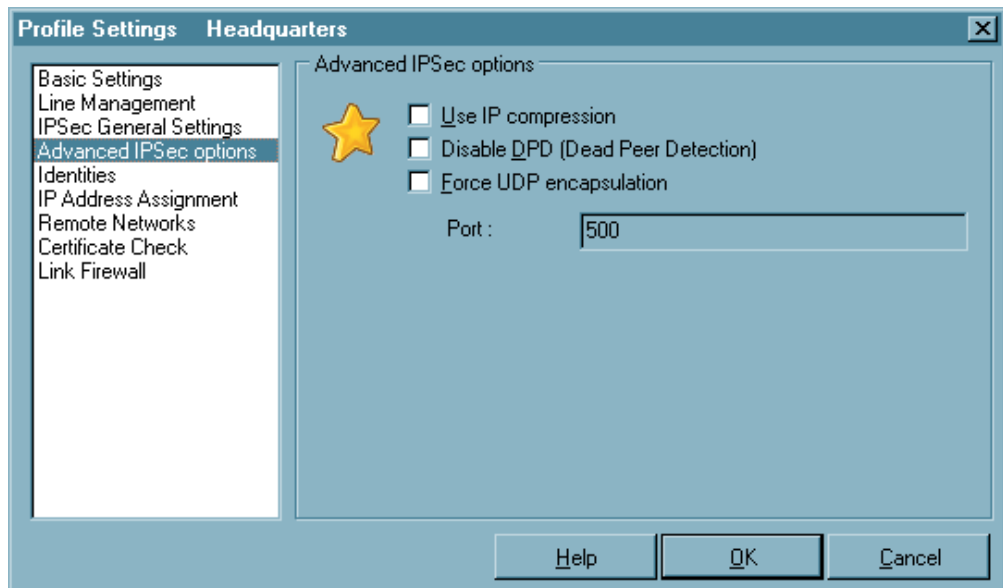 Profile Settings Headquarters
Basic Settings
Line Management
IPSec General Settings
Advanced IPSec options
Identities
IP Address Assignment
Remote Networks
Certificate Check
Link Firewall
Advanced IPSec options
Use IP compression
Disable DPD (Dead Peer Detection)
Force UDP encapsulation
Port : 500
Help OK Cancel